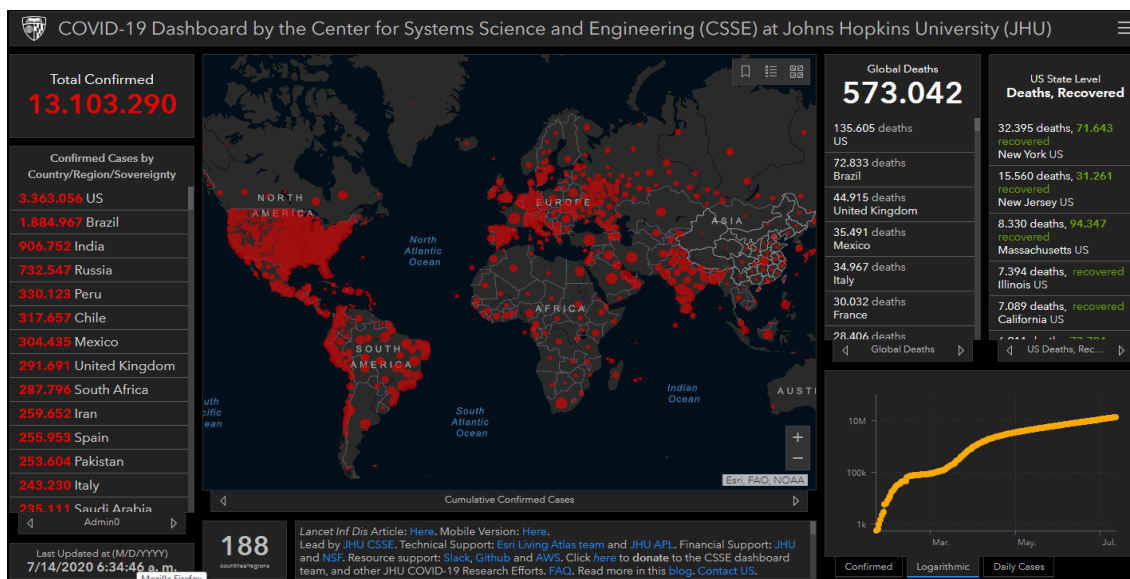 COVID-19 Dashboard by the Center for Systems Science and Engineering (CSSE) at Johns Hopkins University (JHU)
Total Confirmed
13.103.290
Confirmed Cases by
Country/Region/Sovereignty
3.363.056 US
1.884.967 Brazil
906.752 India
732.547 Russia
330.123 Peru
317.657 Chile
304.435 Mexico
291.691 United Kingdom
287.796 South Africa
259.652 Iran
255.953 Spain
253.604 Pakistan
243.230 Italy
235.111 Saudi Arabia
Admin0
Last Updated at (M/D/YYYY)
7/14/2020 6:34:46 a. m.
Mozilla Firefox
NORTH
AMERICA
EUROPE
ASIA
North
Atlantic
Ocean
AFRICA
SOUTH
AMERICA
Indian
Ocean
AUST
uth
cific
ean
South
Atlantic
Ocean
+
−
Esri, FAO, NOAA
Cumulative Confirmed Cases
188
countries/regions
Lancet Inf Dis Article: Here. Mobile Version: Here.
Lead by JHU CSSE. Technical Support: Esri Living Atlas team and JHU APL. Financial Support: JHU
and NSF. Resource support: Slack, Github and AWS. Click here to donate to the CSSE dashboard
team, and other JHU COVID-19 Research Efforts. FAQ. Read more in this blog. Contact US.
Global Deaths
573.042
135.605 deaths
US
72.833 deaths
Brazil
44.915 deaths
United Kingdom
35.491 deaths
Mexico
34.967 deaths
Italy
30.032 deaths
France
28.406 deaths
Global Deaths
US State Level
Deaths, Recovered
32.395 deaths, 71.643
recovered
New York US
15.560 deaths, 31.261
recovered
New Jersey US
8.330 deaths, 94.347
recovered
Massachusetts US
7.394 deaths, recovered
Illinois US
7.089 deaths, recovered
California US
US Deaths, Rec...
10M
100k
1k
Mar.
May.
Jul.
Confirmed
Logarithmic
Daily Cases